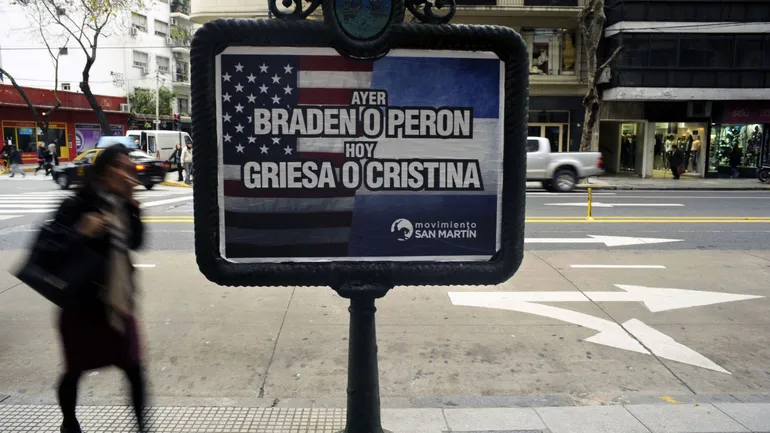 AYER
BRADEN O PERON
HOY
GRIESA O CRISTINA
movimiento
SAN MARTÍN